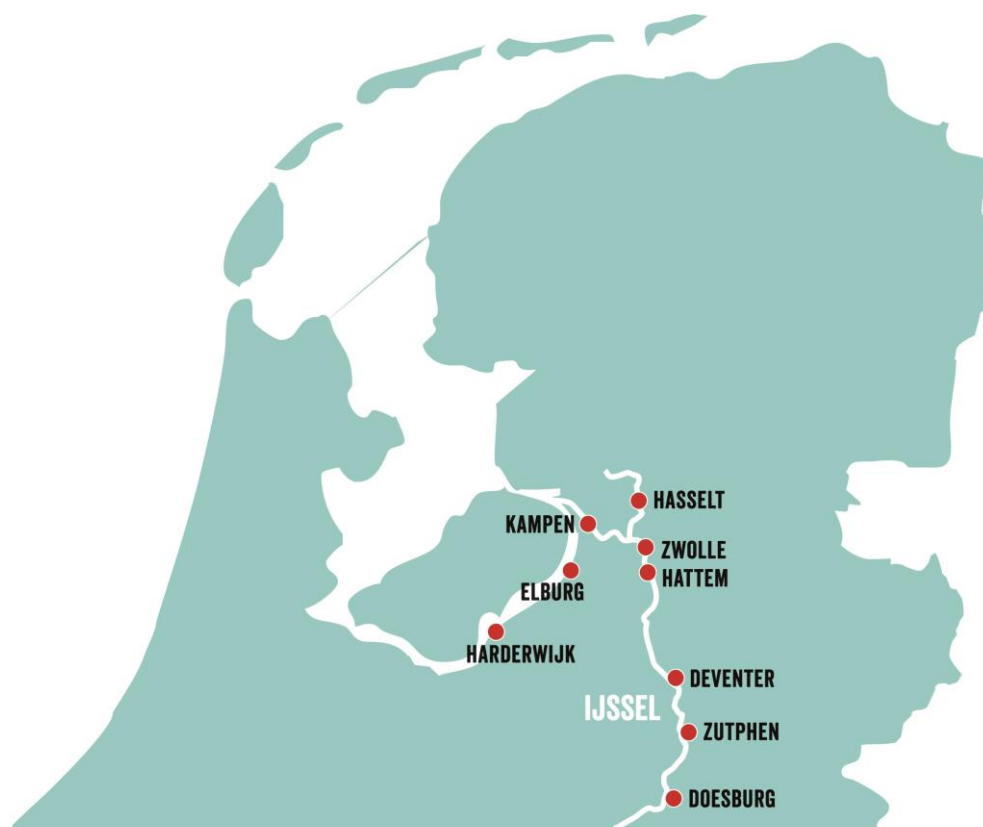 HASSELT
KAMPEN
ZWOLLE
HATTEM
ELBURG
HARDERWIJK
DEVENTER
IJSSEL
ZUTPHEN
DOESBURG